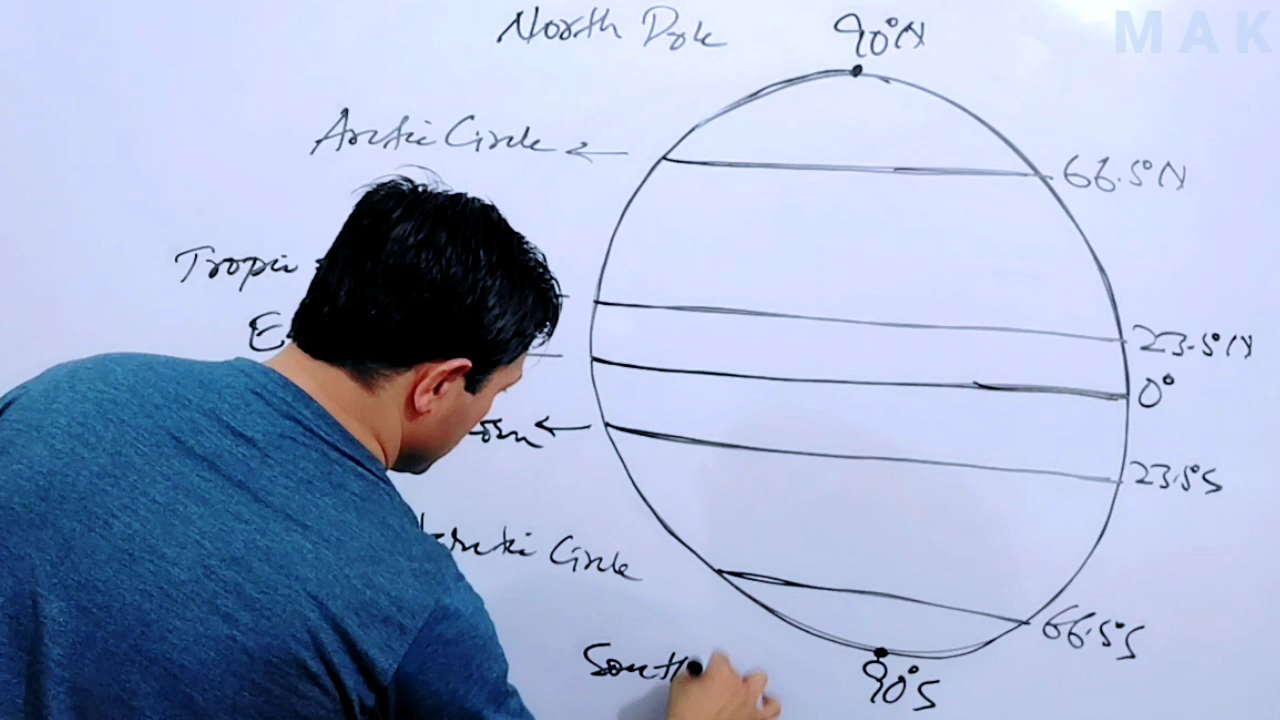 MAK
North Pole 90°N
Arctic Circle ← 66.5°N
Tropic
23.5°N
E
0°
←
23.5°S
Circle
66.5°S
South
90°S